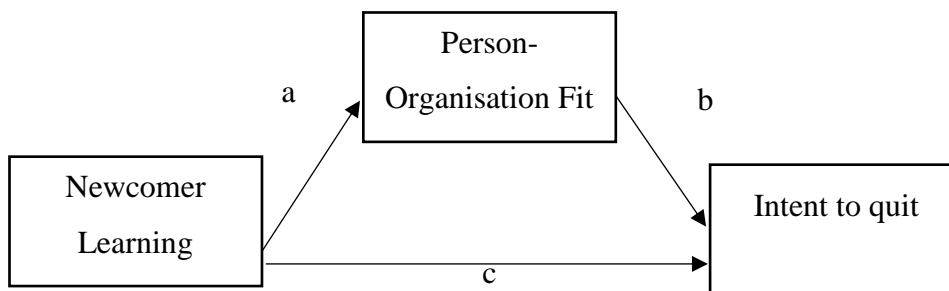 Person-
Organisation Fit
a
b
Newcomer
Learning
Intent to quit
c